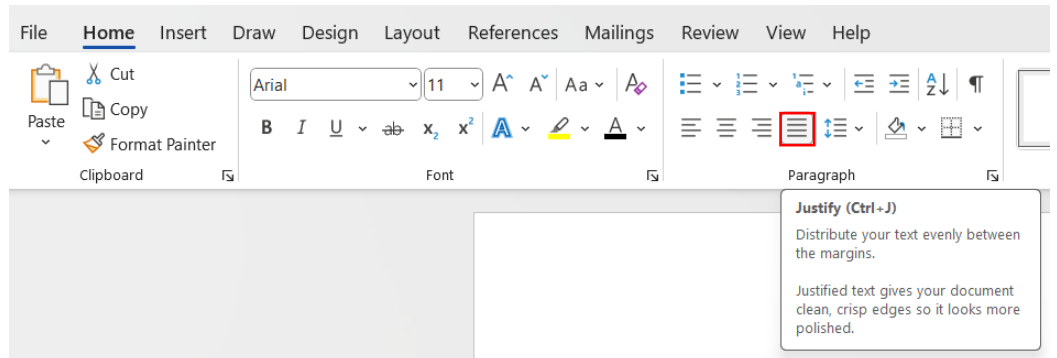 File Home Insert Draw Design Layout References Mailings Review View Help
Cut
Copy
Paste
Format Painter
Clipboard
Arial 11 A A Aa A
B I U ab x2 x2 A A
Font
A Z ¶
Paragraph
Justify (Ctrl+J)
Distribute your text evenly between
the margins.
Justified text gives your document
clean, crisp edges so it looks more
polished.